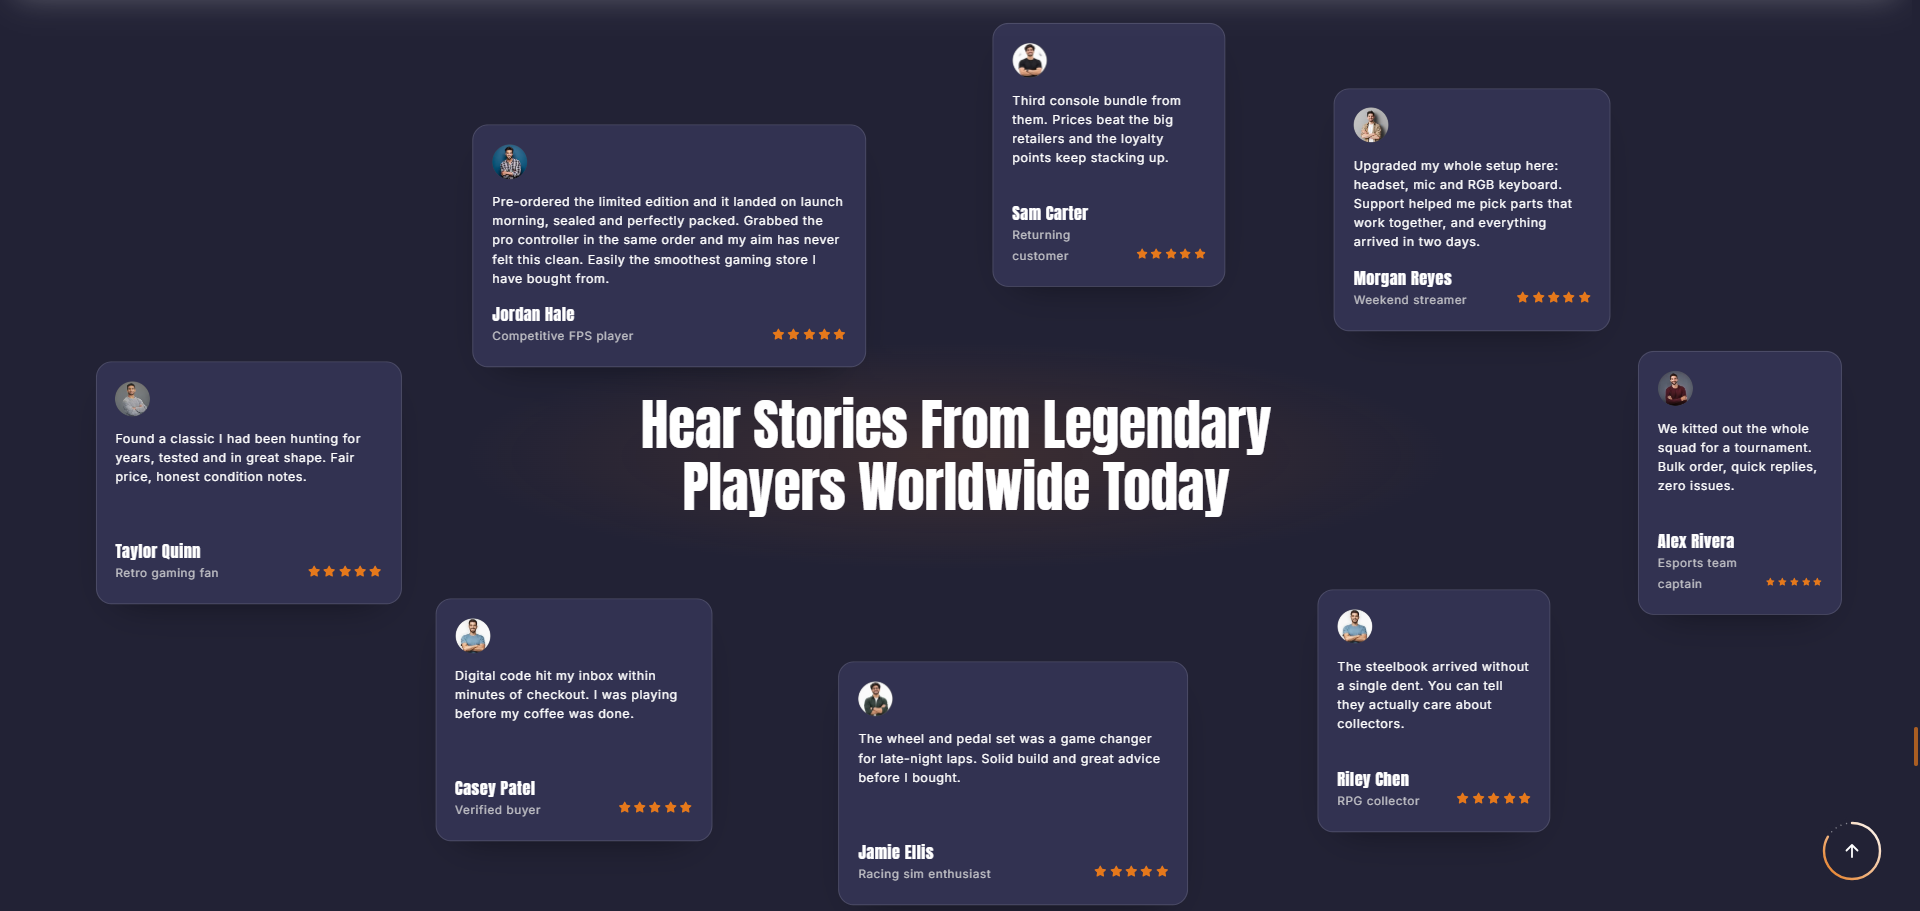 Third console bundle from
them. Prices beat the big
retailers and the loyalty
points keep stacking up.
Sam Carter
Returning
customer
Upgraded my whole setup here:
headset, mic and RGB keyboard.
Support helped me pick parts that
work together, and everything
arrived in two days.
Morgan Reyes
Weekend streamer
Pre-ordered the limited edition and it landed on launch
morning, sealed and perfectly packed. Grabbed the
pro controller in the same order and my aim has never
felt this clean. Easily the smoothest gaming store I
have bought from.
Jordan Hale
Competitive FPS player
Found a classic I had been hunting for
years, tested and in great shape. Fair
price, honest condition notes.
Taylor Quinn
Retro gaming fan
Hear Stories From Legendary
Players Worldwide Today
We kitted out the whole
squad for a tournament.
Bulk order, quick replies,
zero issues.
Alex Rivera
Esports team
captain
Digital code hit my inbox within
minutes of checkout. I was playing
before my coffee was done.
Casey Patel
Verified buyer
The wheel and pedal set was a game changer
for late-night laps. Solid build and great advice
before I bought.
Jamie Ellis
Racing sim enthusiast
The steelbook arrived without
a single dent. You can tell
they actually care about
collectors.
Riley Chen
RPG collector